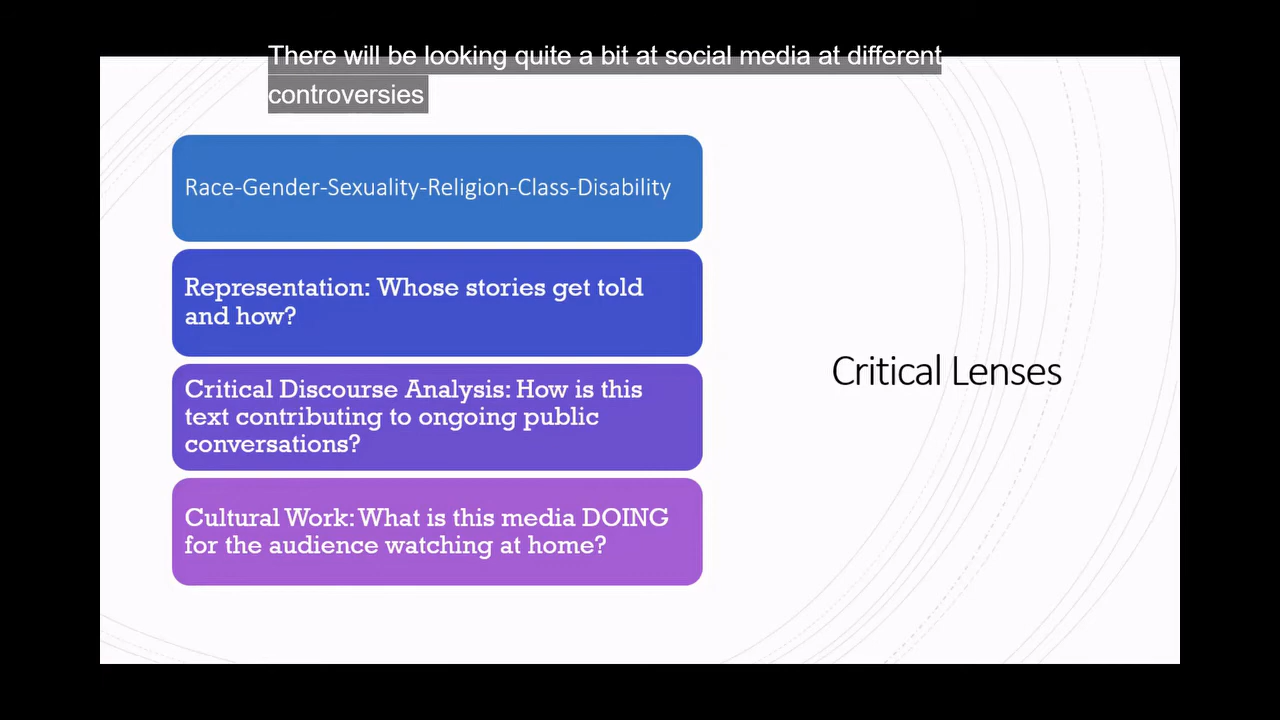 There will be looking quite a bit at social media at different
controversies
Race-Gender-Sexuality-Religion-Class-Disability
Representation: Whose stories get told
and how?
Critical Discourse Analysis: How is this
text contributing to ongoing public
conversations?
Cultural Work: What is this media DOING
for the audience watching at home?
Critical Lenses